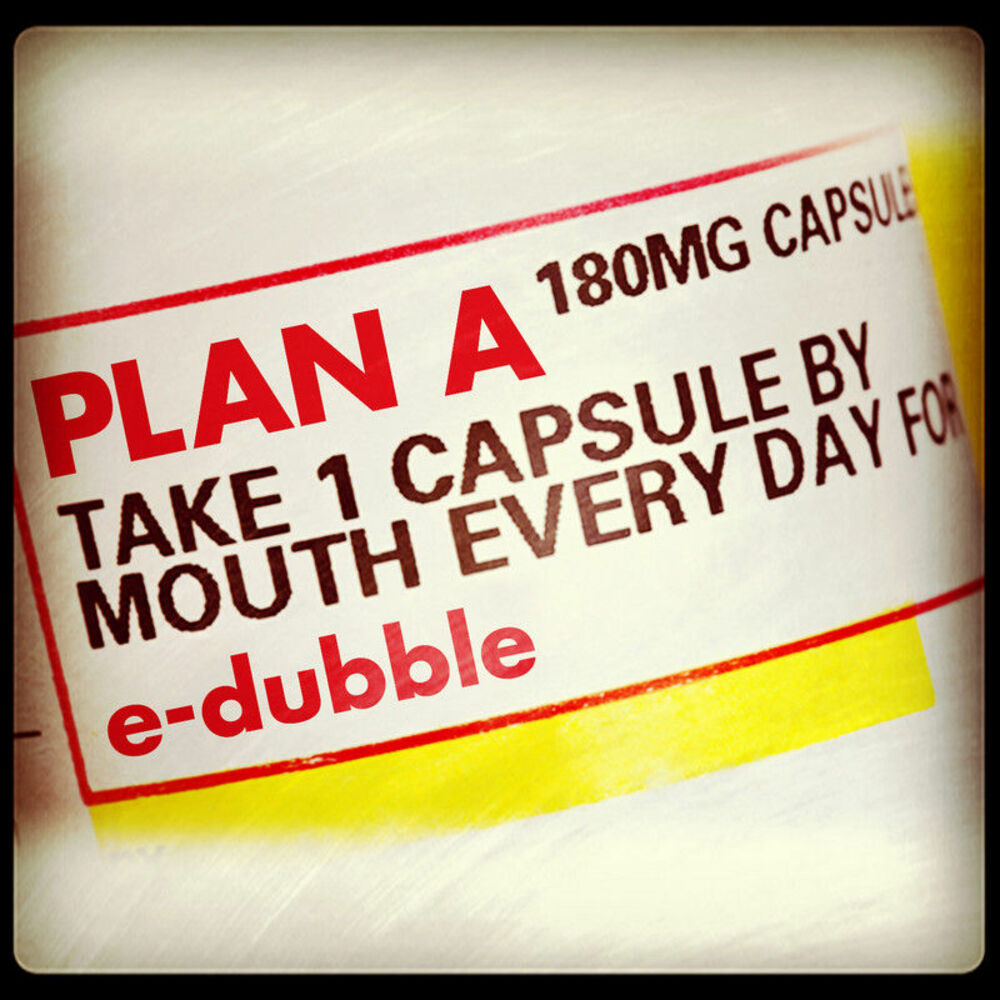 PLAN A 180MG CAPSULE
TAKE 1 CAPSULE BY
MOUTH EVERY DAY FOR
e-dubble